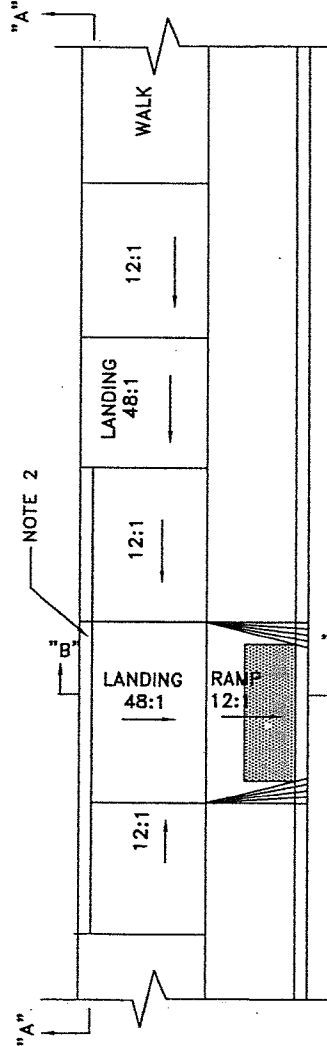 "A"
"A"
WALK
12:1
LANDING
48:1
12:1
NOTE 2
"B"
LANDING
48:1
RAMP
12:1
12:1